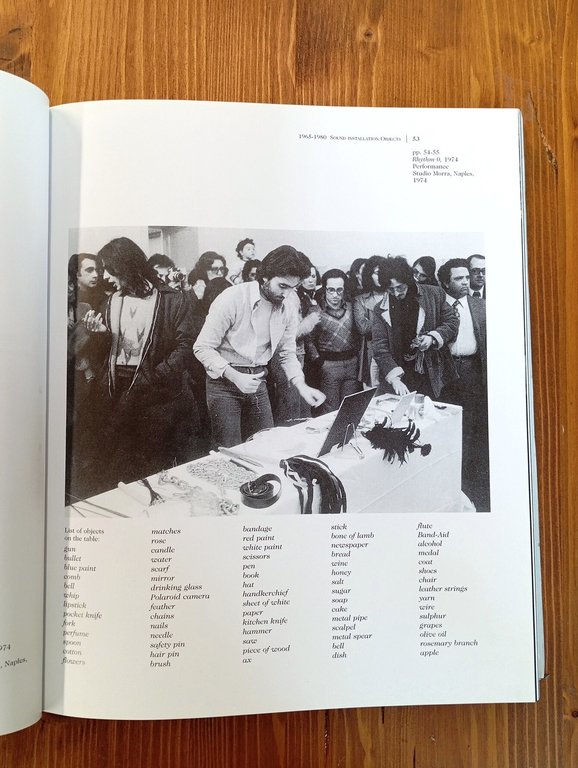 1965-1980 SOUND INSTALLATION-OBJECTS | 53
pp. 54-55
Rhythm 0, 1974
Performance
Studio Morra, Naples,
1974
List of objects
on the table:
gun
bullet
blue paint
comb
bell
whip
lipstick
pocket knife
fork
perfume
spoon
cotton
flowers
matches
rose
candle
water
scarf
mirror
drinking glass
Polaroid camera
feather
chains
nails
needle
safety pin
hair pin
brush
bandage
red paint
white paint
scissors
pen
book
hat
handkerchief
sheet of white
paper
kitchen knife
hammer
saw
piece of wood
ax
stick
bone of lamb
newspaper
bread
wine
honey
salt
sugar
soap
cake
metal pipe
scalpel
metal spear
bell
dish
flute
Band-Aid
alcohol
medal
coat
shoes
chair
leather strings
yarn
wire
sulphur
grapes
olive oil
rosemary branch
apple
974
, Naples,